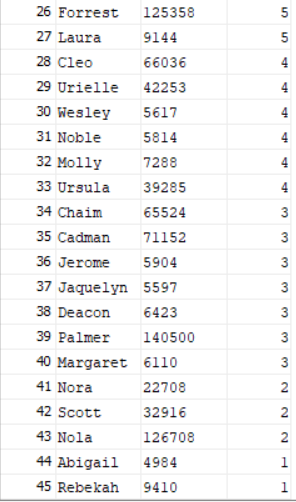 26 Forrest 125358 5
27 Laura 9144 5
28 Cleo 66036 4
29 Urielle 42253 4
30 Wesley 5617 4
31 Noble 5814 4
32 Molly 7288 4
33 Ursula 39285 4
34 Chaim 65524 3
35 Cadman 71152 3
36 Jerome 5904 3
37 Jaquelyn 5597 3
38 Deacon 6423 3
39 Palmer 140500 3
40 Margaret 6110 3
41 Nora 22708 2
42 Scott 32916 2
43 Nola 126708 2
44 Abigail 4984 1
45 Rebekah 9410 1